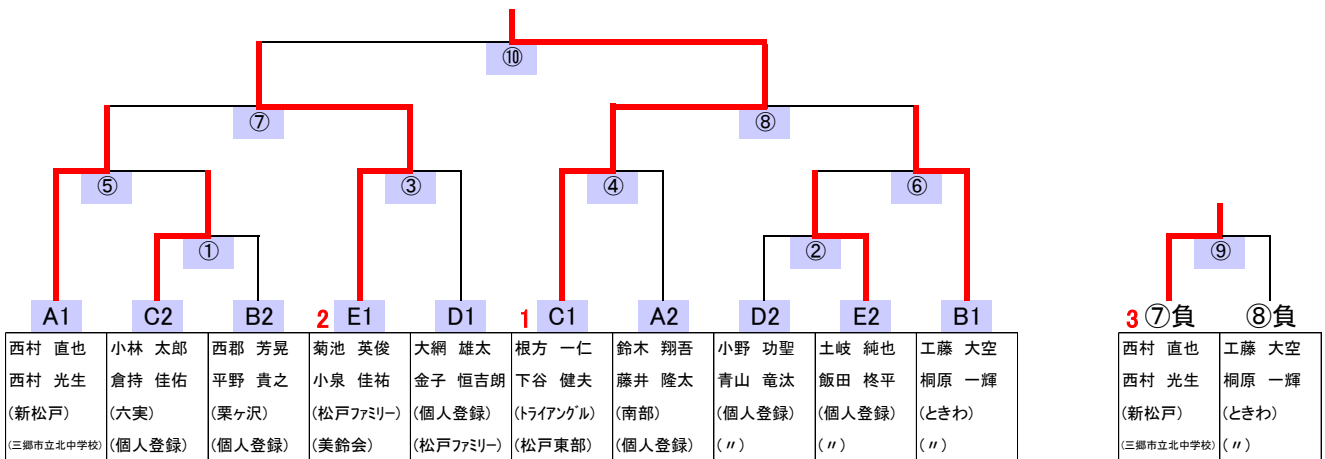 ⑩
⑦ ⑧
⑤ ③ ④ ⑥
① ② ⑨
A1 C2 B2 2 E1 D1 1 C1 A2 D2 E2 B1 3 ⑦負 ⑧負
西村 直也 小林 太郎 西郡 芳晃 菊池 英俊 大網 雄太 根方 一仁 鈴木 翔吾 小野 功聖 土岐 純也 工藤 大空 西村 直也 工藤 大空
西村 光生 倉持 佳佑 平野 貴之 小泉 佳祐 金子 恒吉朗 下谷 健夫 藤井 隆太 青山 竜汰 飯田 柊平 桐原 一輝 西村 光生 桐原 一輝
(新松戸) (六実) (栗ヶ沢) (松戸ファミリー) (個人登録) (トライアングル) (南部) (個人登録) (個人登録) (ときわ) (新松戸) (ときわ)
(三郷市立北中学校) (個人登録) (個人登録) (美鈴会) (松戸ファミリー) (松戸東部) (個人登録) (〃) (〃) (〃) (三郷市立北中学校) (〃)